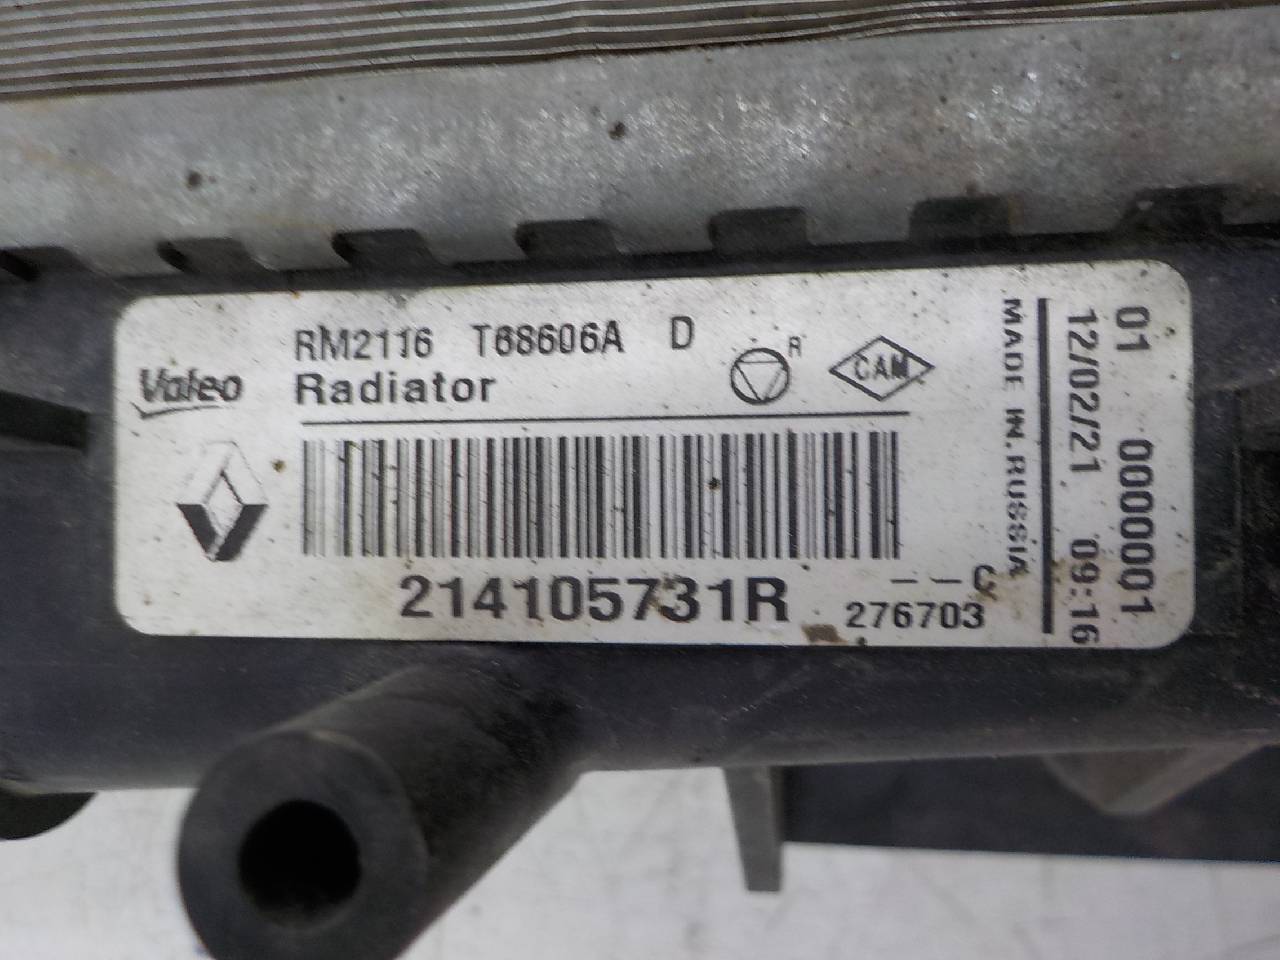 RM2116 T68606A D
Valeo
Radiator
R
CAM
214105731R
--C
276703
MADE IN.RUSSIA
01 0000001
12/02/21 09:16